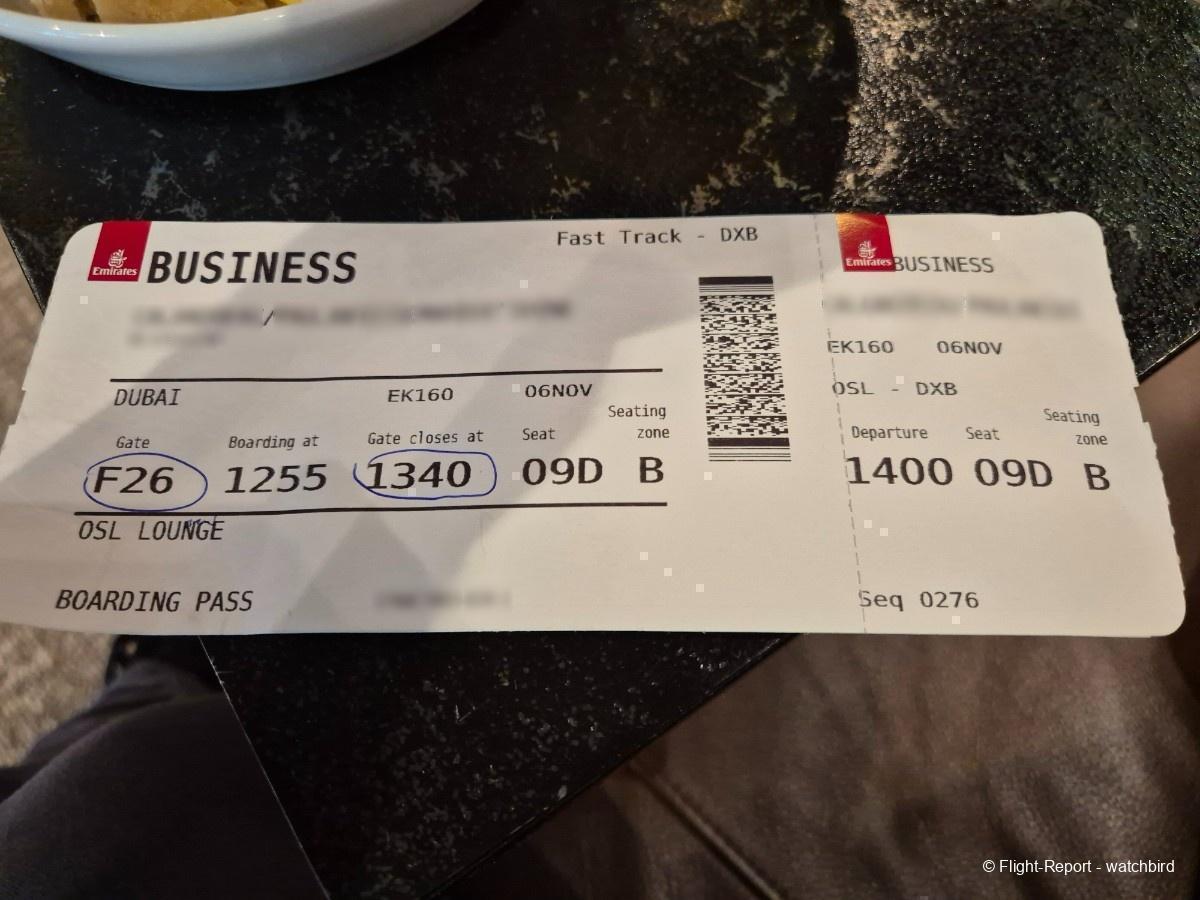 Fast Track - DXB
Emirates
BUSINESS
DUBAI EK160 06NOV
Gate Boarding at Gate closes at Seat Seating zone
F26 1255 1340 09D B
OSL LOUNGE
BOARDING PASS
Emirates
BUSINESS
EK160 06NOV
OSL - DXB
Departure Seat Seating zone
1400 09D B
Seq 0276
© Flight-Report - watchbird